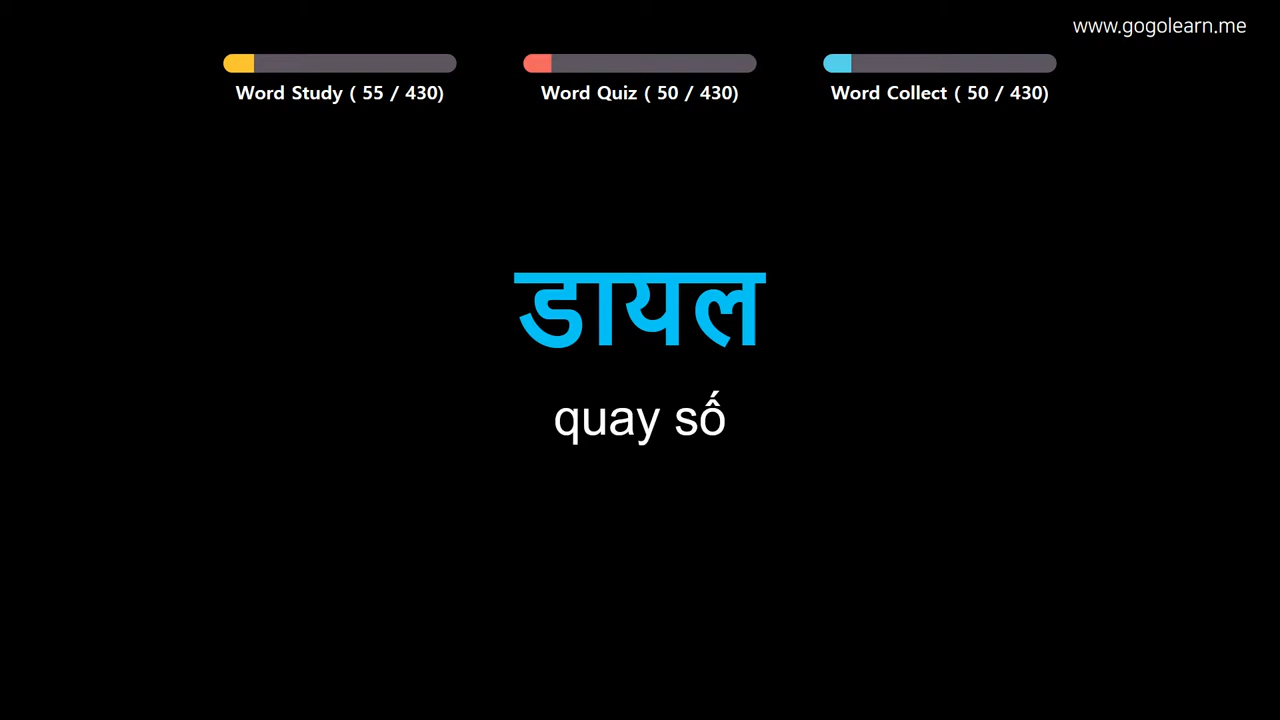 www.gogolearn.me
Word Study ( 55 / 430)
Word Quiz ( 50 / 430)
Word Collect ( 50 / 430)
डायल
quay số